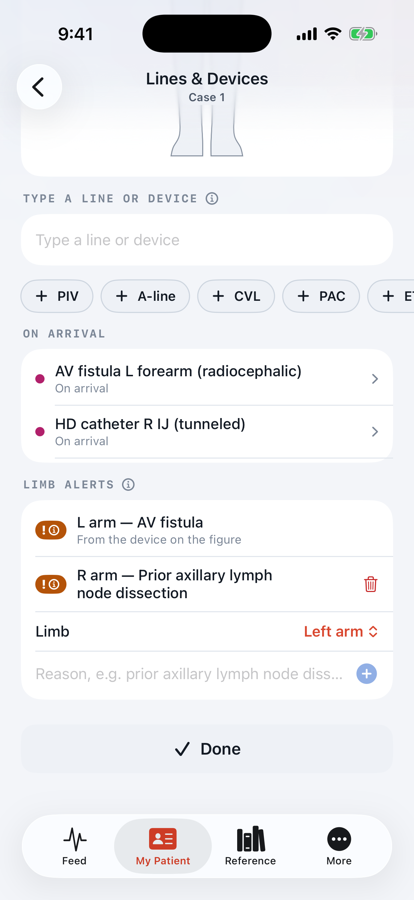 9:41
Lines & Devices
Case 1
TYPE A LINE OR DEVICE
Type a line or device
+ PIV + A-line + CVL + PAC +
ON ARRIVAL
AV fistula L forearm (radiocephalic)
On arrival
HD catheter R IJ (tunneled)
On arrival
LIMB ALERTS
L arm — AV fistula
From the device on the figure
R arm — Prior axillary lymph
node dissection
Limb Left arm
Reason, e.g. prior axillary lymph node diss...
Done
Feed My Patient Reference More